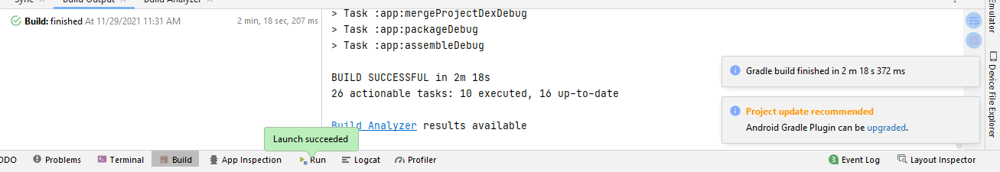 Sync
Build Output
Build Analyzer
Build: finished At 11/29/2021 11:31 AM
2 min, 18 sec, 207 ms
> Task :app:mergeProjectDexDebug
> Task :app:packageDebug
> Task :app:assembleDebug
BUILD SUCCESSFUL in 2m 18s
26 actionable tasks: 10 executed, 16 up-to-date
Build Analyzer results available
Launch succeeded
Gradle build finished in 2 m 18 s 372 ms
Project update recommended
Android Gradle Plugin can be upgraded.
Emulator
Device File Explorer
ODO
Problems
Terminal
Build
App Inspection
Run
Logcat
Profiler
3 Event Log
Layout Inspector